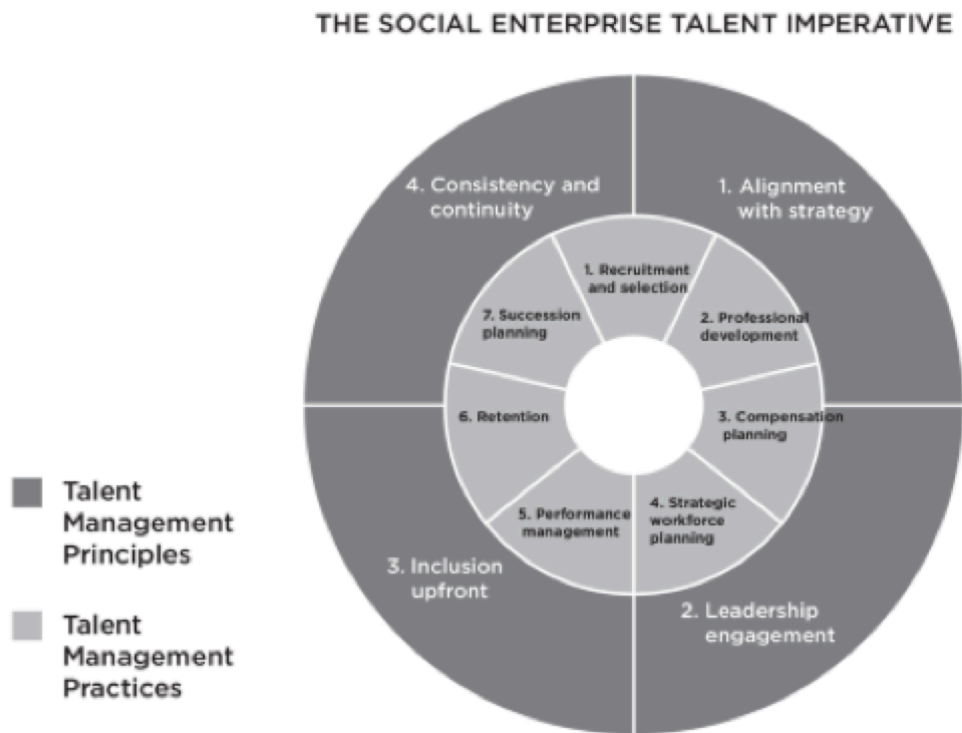 THE SOCIAL ENTERPRISE TALENT IMPERATIVE
4. Consistency and
continuity
1. Alignment
with strategy
1. Recruitment
and selection
7. Succession
planning
2. Professional
development
6. Retention
3. Compensation
planning
5. Performance
management
4. Strategic
workforce
planning
3. Inclusion
upfront
2. Leadership
engagement
Talent
Management
Principles
Talent
Management
Practices